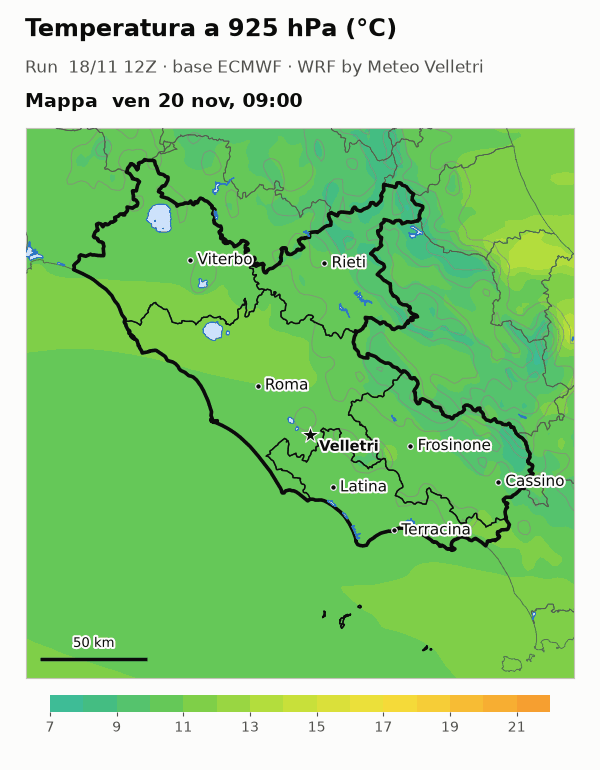 Temperatura a 925 hPa (°C)
Run  18/11 12Z · base ECMWF · WRF by Meteo Velletri
Mappa  ven 20 nov, 09:00
Viterbo
Rieti
Roma
Velletri
Frosinone
Cassino
Latina
Terracina
50 km
7 9 11 13 15 17 19 21